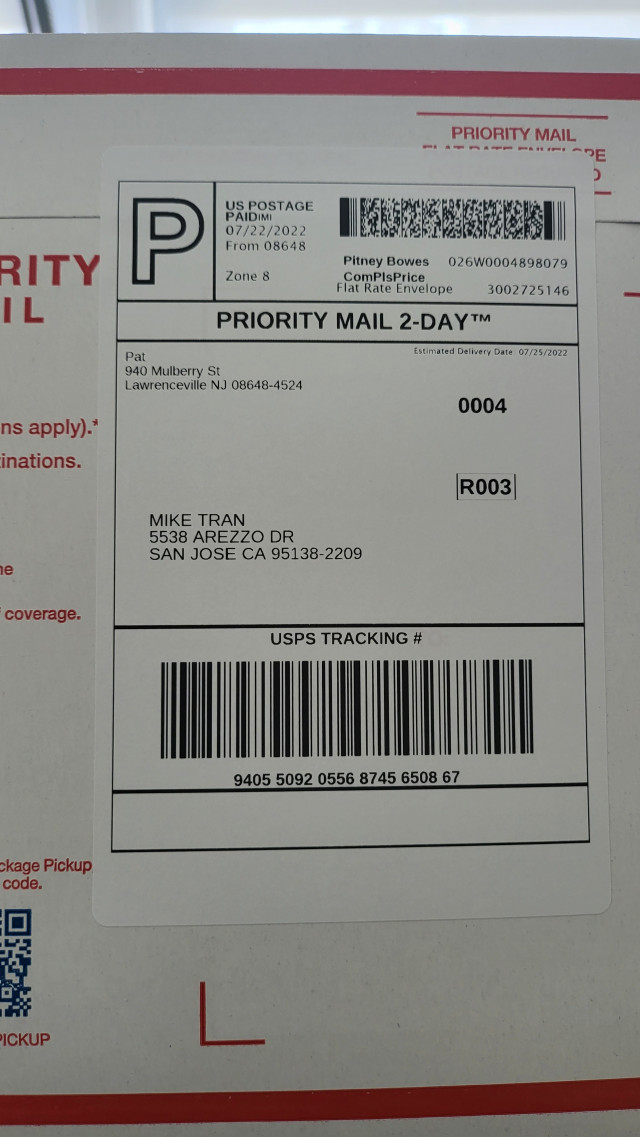 PRIORITY MAIL
P
US POSTAGE
PAID IMI
07/22/2022
From 08648
Zone 8
Pitney Bowes 026W0004898079
ComPlsPrice
Flat Rate Envelope 3002725146
PRIORITY MAIL 2-DAY™
Pat
940 Mulberry St
Lawrenceville NJ 08648-4524
Estimated Delivery Date: 07/25/2022
0004
R003
MIKE TRAN
5538 AREZZO DR
SAN JOSE CA 95138-2209
USPS TRACKING #
9405 5092 0556 8745 6508 67
RITY
IL
ns apply).*
inations.
ne
coverage.
ckage Pickup
code.
PICKUP